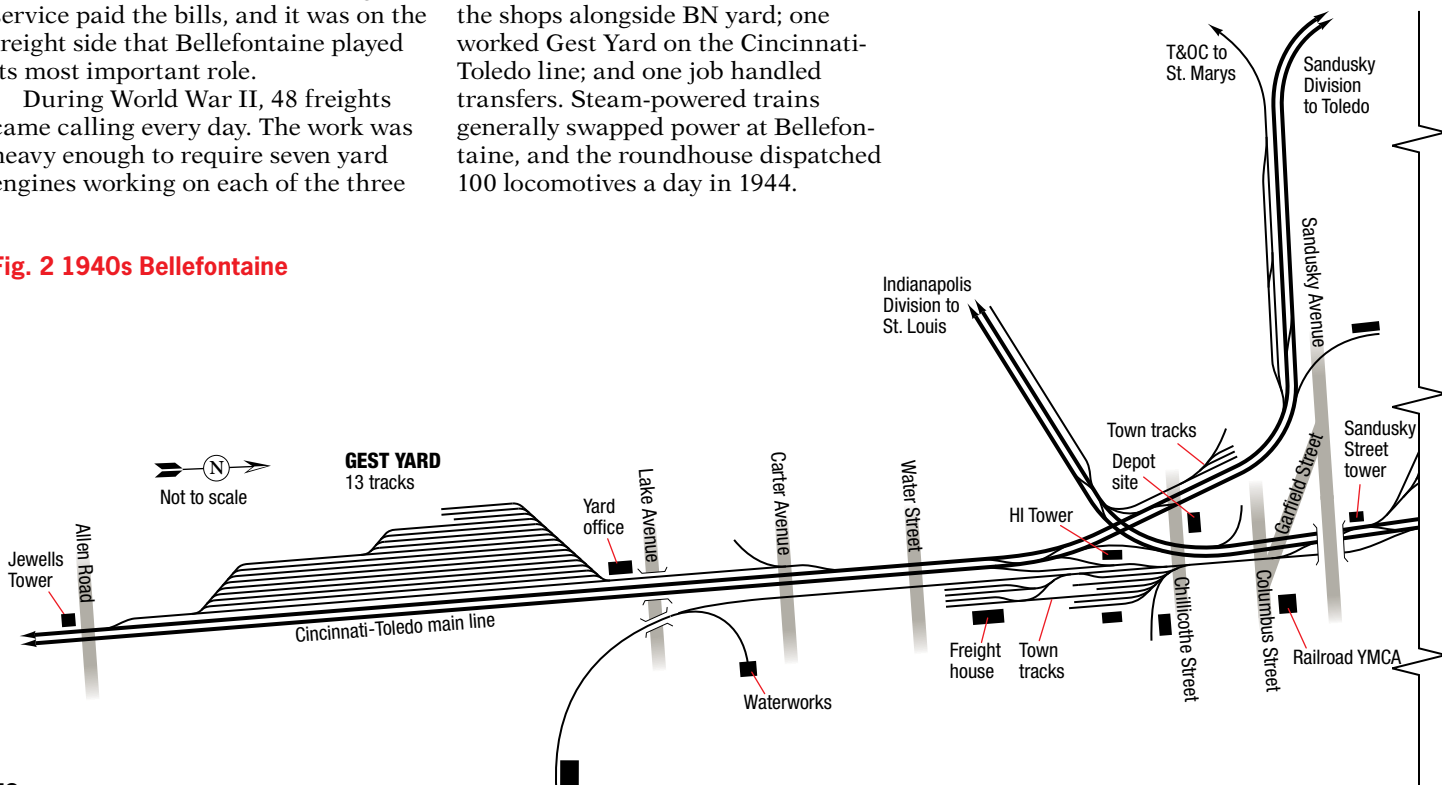 service paid the bills, and it was on the
freight side that Bellefontaine played
its most important role.
During World War II, 48 freights
came calling every day. The work was
heavy enough to require seven yard
engines working on each of the three
the shops alongside BN yard; one
worked Gest Yard on the Cincinnati-
Toledo line; and one job handled
transfers. Steam-powered trains
generally swapped power at Bellefon-
taine, and the roundhouse dispatched
100 locomotives a day in 1944.
Fig. 2 1940s Bellefontaine
T&OC to
St. Marys
Sandusky
Division
to Toledo
Indianapolis
Division to
St. Louis
Sandusky Avenue
Town tracks
Depot
site
Garfield Street
Sandusky
Street
tower
N
Not to scale
GEST YARD
13 tracks
Yard
office
Lake Avenue
Carter Avenue
Water Street
HI Tower
Jewells
Tower
Allen Road
Cincinnati-Toledo main line
Waterworks
Freight
house
Town
tracks
Chillicothe Street
Columbus Street
Railroad YMCA